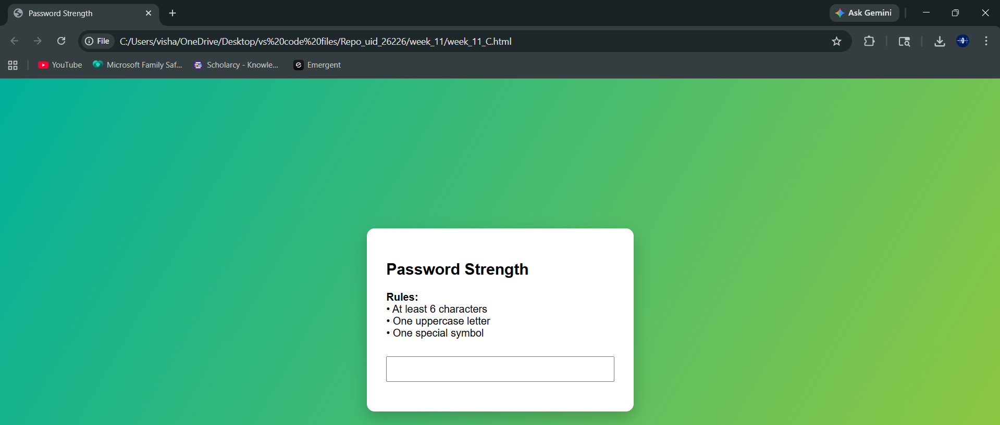 Password Strength
Ask Gemini
File
C:/Users/visha/OneDrive/Desktop/vs%20code%20files/Repo_uid_26226/week_11/week_11_C.html
YouTube
Microsoft Family Saf...
Scholarcy - Knowle...
Emergent
Password Strength
Rules:
• At least 6 characters
• One uppercase letter
• One special symbol